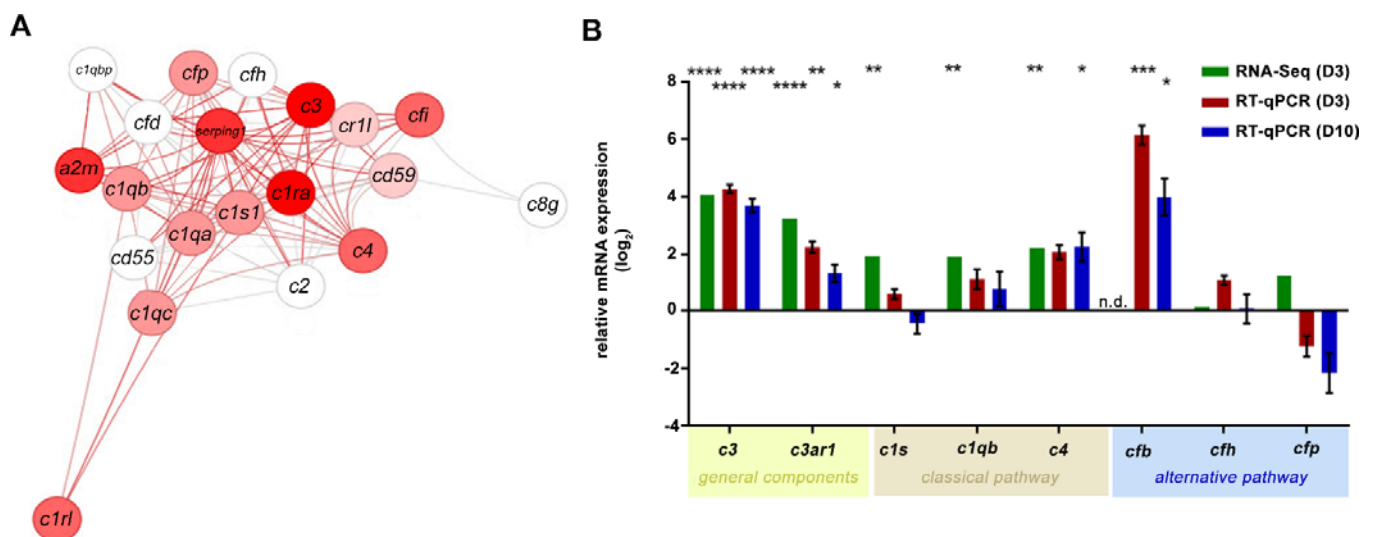 A
c1qbp
cfp
cfh
c3
cfd
serping1
cr1l
cfi
a2m
c1qb
c1ra
cd59
c1s1
c8g
c1qa
cd55
c4
c2
c1qc
c1rl
B
**** **** ** ** ** ** *** *
**** **** * *
RNA-Seq (D3)
RT-qPCR (D3)
RT-qPCR (D10)
relative mRNA expression
(log2)
8
6
4
2
0
-2
-4
n.d.
c3 c3ar1 c1s c1qb c4 cfb cfh cfp
general components classical pathway alternative pathway